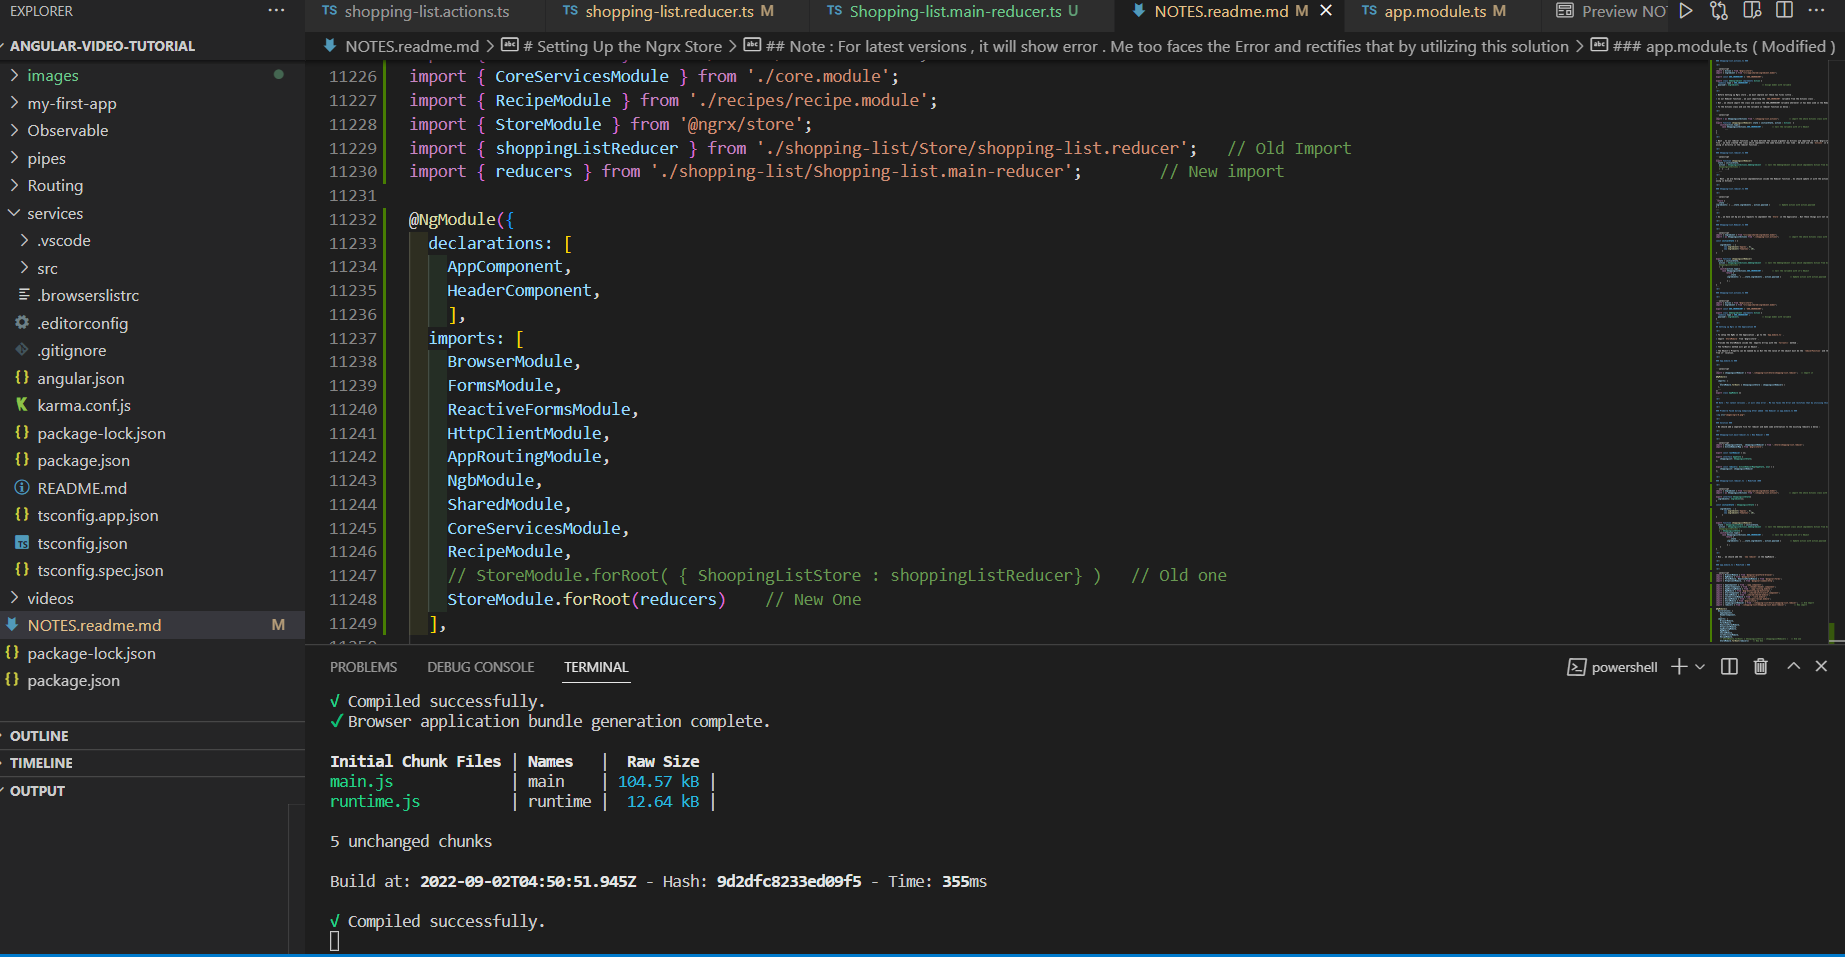 EXPLORER
ANGULAR-VIDEO-TUTORIAL
images
my-first-app
Observable
pipes
Routing
services
.vscode
src
.browserslistrc
.editorconfig
.gitignore
angular.json
karma.conf.js
package-lock.json
package.json
README.md
tsconfig.app.json
tsconfig.json
tsconfig.spec.json
videos
NOTES.readme.md M
package-lock.json
package.json
OUTLINE
TIMELINE
OUTPUT
TS shopping-list.actions.ts TS shopping-list.reducer.ts M TS Shopping-list.main-reducer.ts U NOTES.readme.md M TS app.module.ts M Preview NO
NOTES.readme.md > # Setting Up the Ngrx Store > ## Note : For latest versions , it will show error . Me too faces the Error and rectifies that by utilizing this solution > ### app.module.ts ( Modified )
11226 import { CoreServicesModule } from './core.module';
11227 import { RecipeModule } from './recipes/recipe.module';
11228 import { StoreModule } from '@ngrx/store';
11229 import { shoppingListReducer } from './shopping-list/Store/shopping-list.reducer'; // Old Import
11230 import { reducers } from './shopping-list/Shopping-list.main-reducer'; // New import
11231
11232 @NgModule({
11233 declarations: [
11234 AppComponent,
11235 HeaderComponent,
11236 ],
11237 imports: [
11238 BrowserModule,
11239 FormsModule,
11240 ReactiveFormsModule,
11241 HttpClientModule,
11242 AppRoutingModule,
11243 NgbModule,
11244 SharedModule,
11245 CoreServicesModule,
11246 RecipeModule,
11247 // StoreModule.forRoot( { ShoopingListStore : shoppingListReducer} ) // Old one
11248 StoreModule.forRoot(reducers) // New One
11249 ],
PROBLEMS DEBUG CONSOLE TERMINAL powershell
√ Compiled successfully.
✓ Browser application bundle generation complete.
Initial Chunk Files | Names | Raw Size
main.js | main | 104.57 kB |
runtime.js | runtime | 12.64 kB |
5 unchanged chunks
Build at: 2022-09-02T04:50:51.945Z - Hash: 9d2dfc8233ed09f5 - Time: 355ms
√ Compiled successfully.